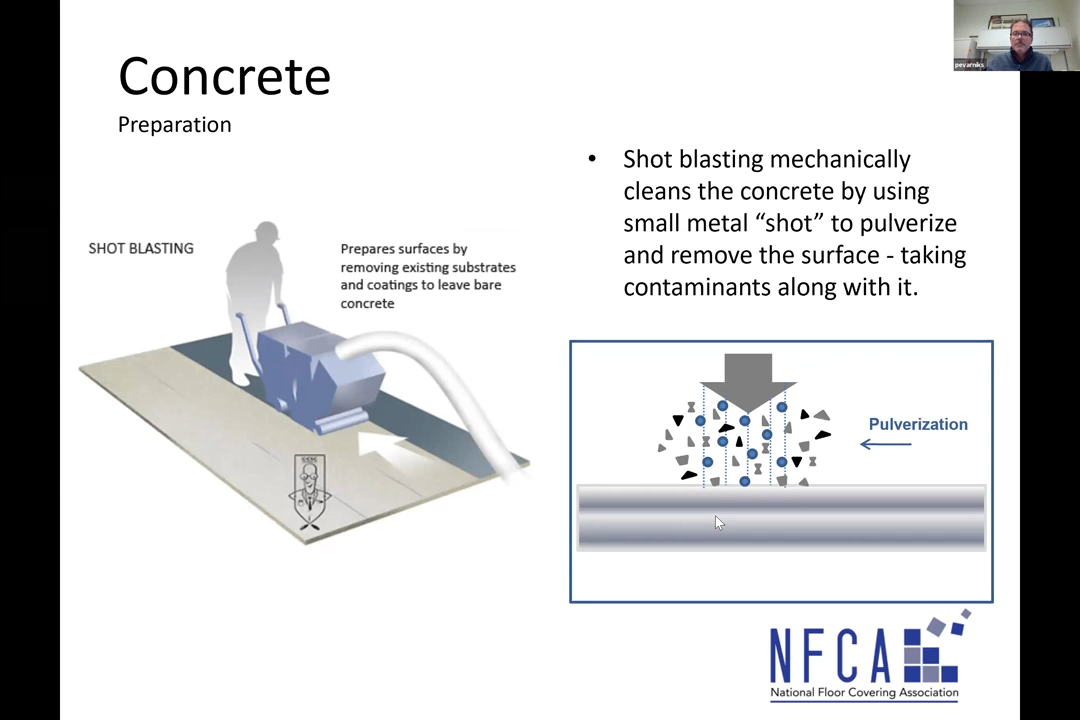 pevarniks
Concrete
Preparation
SHOT BLASTING
Prepares surfaces by
removing existing substrates
and coatings to leave bare
concrete
• Shot blasting mechanically
cleans the concrete by using
small metal “shot” to pulverize
and remove the surface - taking
contaminants along with it.
Pulverization
NFCA
National Floor Covering Association